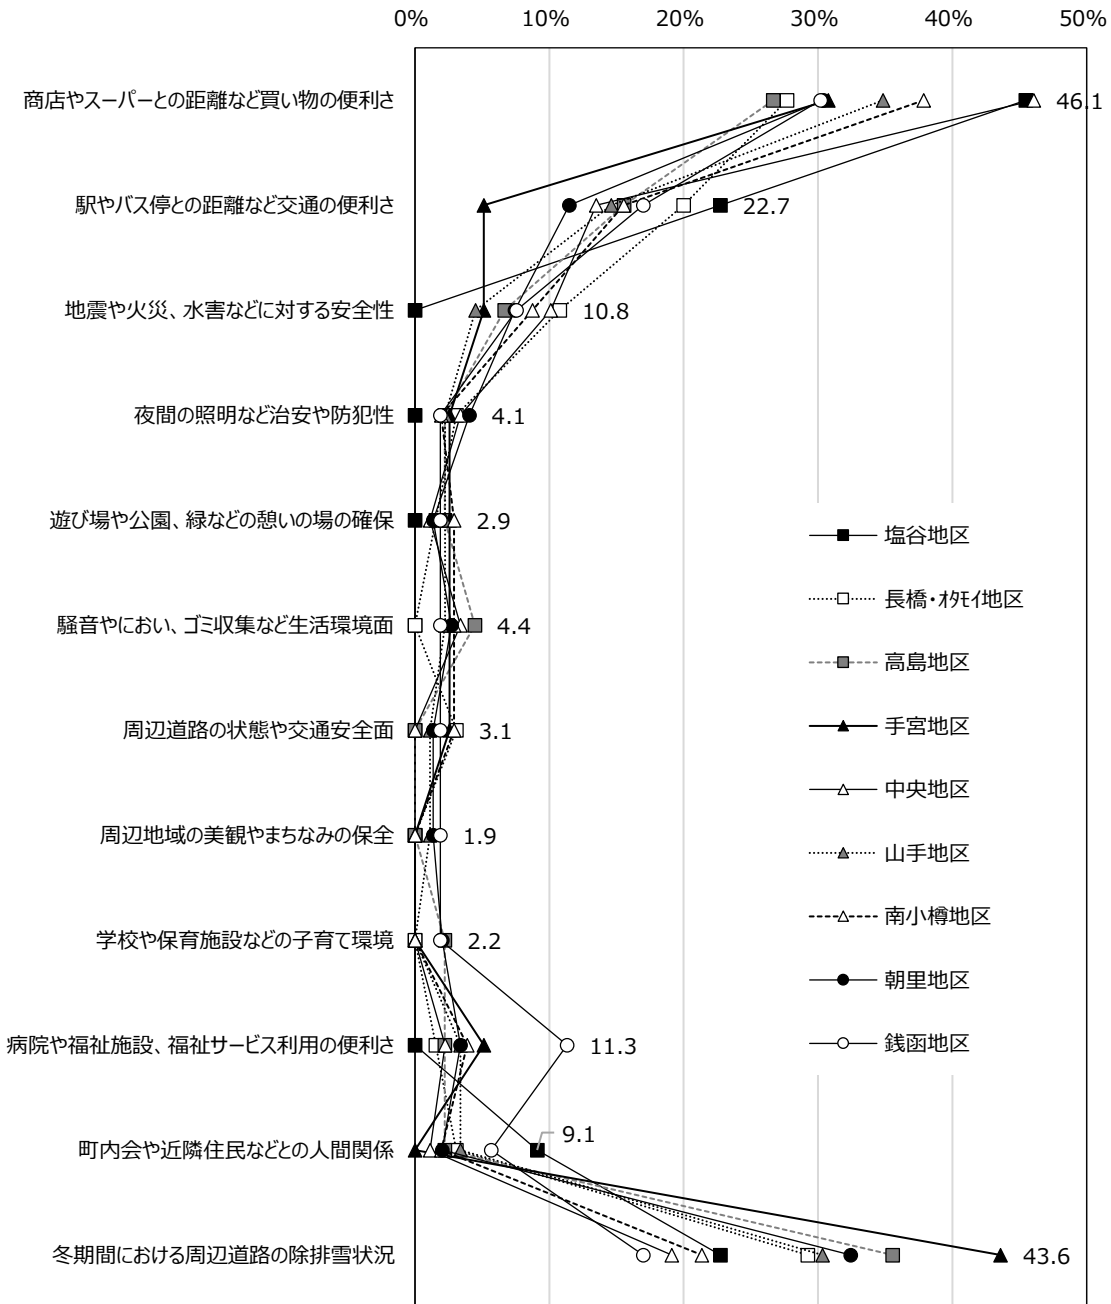 0% 10% 20% 30% 40% 50%
商店やスーパーとの距離など買い物の便利さ 46.1
駅やバス停との距離など交通の便利さ 22.7
地震や火災、水害などに対する安全性 10.8
夜間の照明など治安や防犯性 4.1
遊び場や公園、緑などの憩いの場の確保 2.9
騒音やにおい、ゴミ収集など生活環境面 4.4
周辺道路の状態や交通安全面 3.1
周辺地域の美観やまちなみの保全 1.9
学校や保育施設などの子育て環境 2.2
病院や福祉施設、福祉サービス利用の便利さ 11.3
町内会や近隣住民などとの人間関係 9.1
冬期間における周辺道路の除排雪状況 43.6
塩谷地区
長橋・ｵﾀﾓｲ地区
高島地区
手宮地区
中央地区
山手地区
南小樽地区
朝里地区
銭函地区